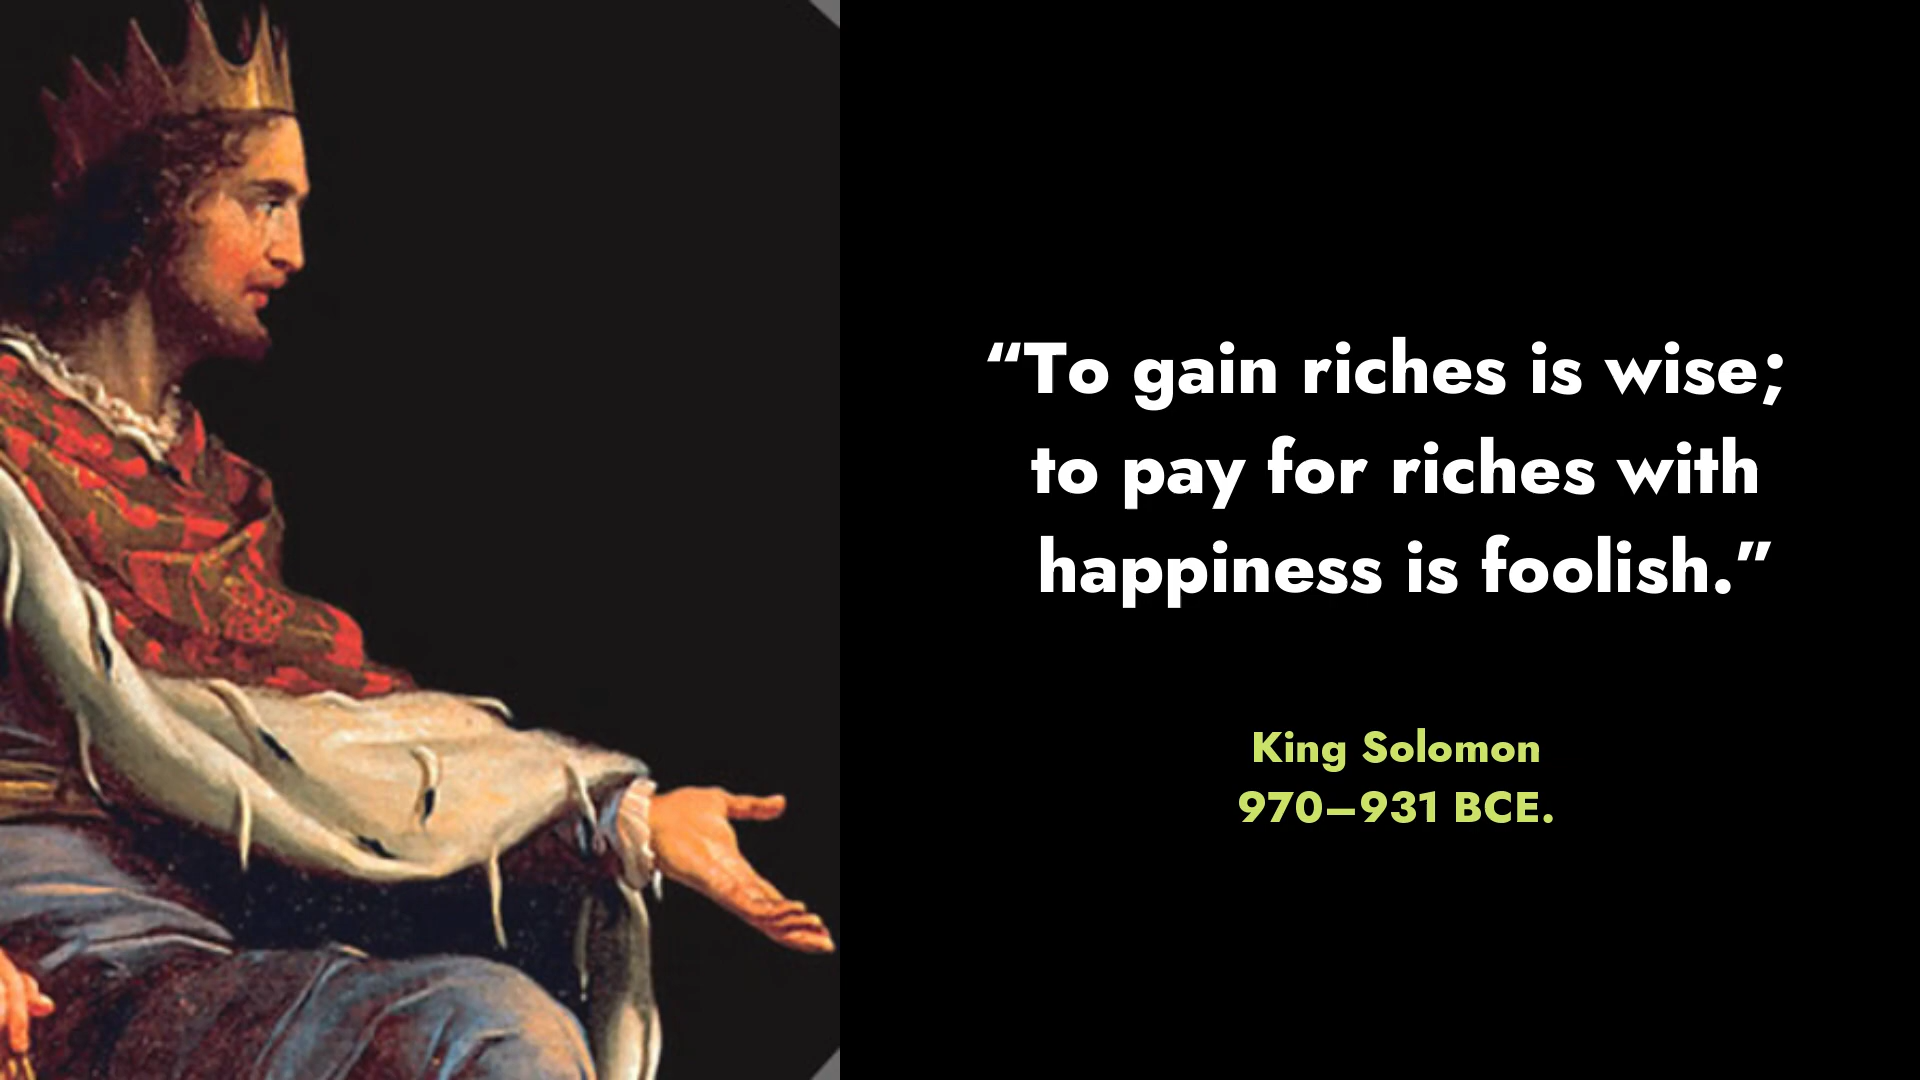 “To gain riches is wise;
to pay for riches with
happiness is foolish.”
King Solomon
970–931 BCE.